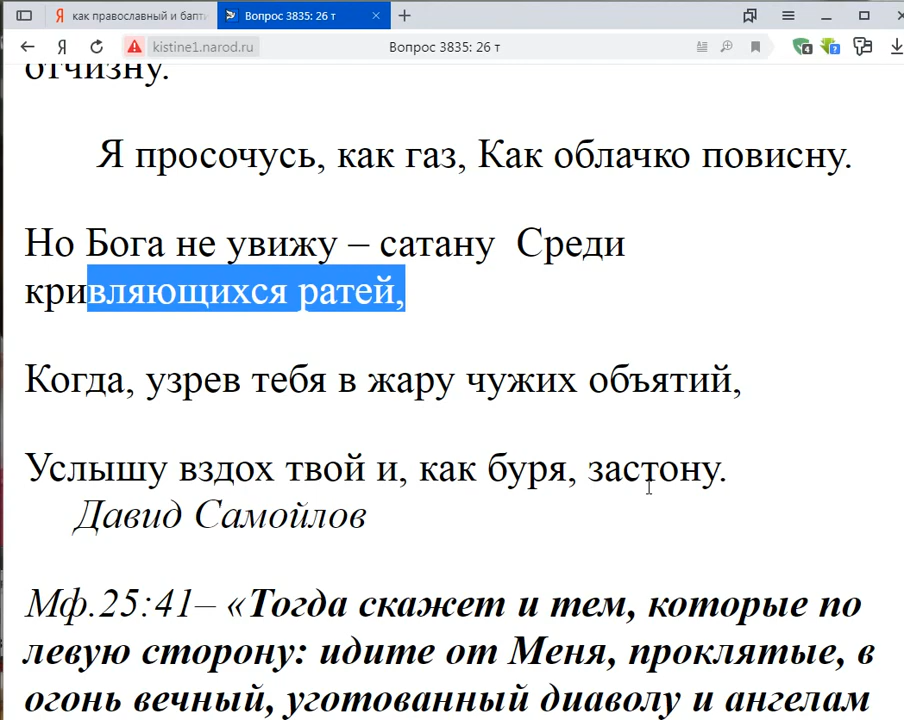 как православный и бапти
Вопрос 3835: 26 т
kistine1.narod.ru
Вопрос 3835: 26 т
отчизну.
Я просочусь, как газ, Как облачко повисну.
Но Бога не увижу – сатану Среди
кривляющихся ратей,
Когда, узрев тебя в жару чужих объятий,
Услышу вздох твой и, как буря, застону.
Давид Самойлов
Мф.25:41– «Тогда скажет и тем, которые по
левую сторону: идите от Меня, проклятые, в
огонь вечный, уготованный диаволу и ангелам